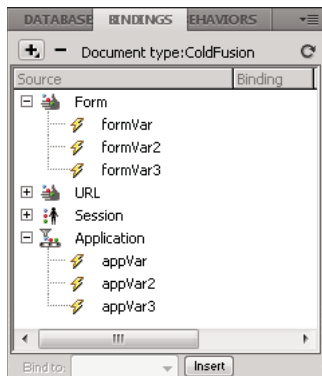 DATABASE BINDINGS EHAVIORS
Document type:ColdFusion
Source Binding
Form
formVar
formVar2
formVar3
URL
Session
Application
appVar
appVar2
appVar3
Bind to: Insert